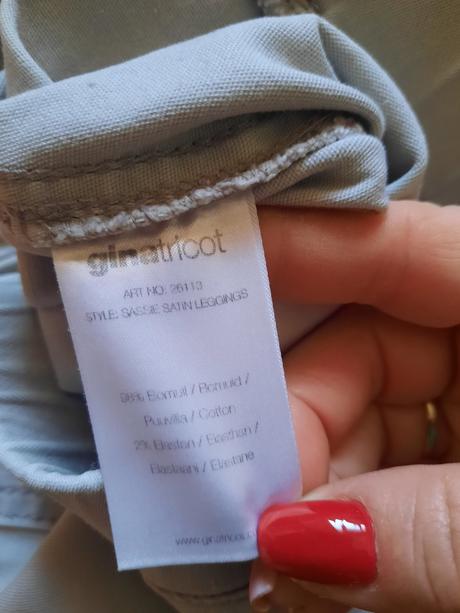 ginatricot
ART NO: 26113
STYLE: SASSIE SATIN LEGGINGS
98% Bomull / Bomuld /
Puuvilla / Cotton
2% Elastan / Elasthan /
Elastaani / Elastane
www.ginatricot.c